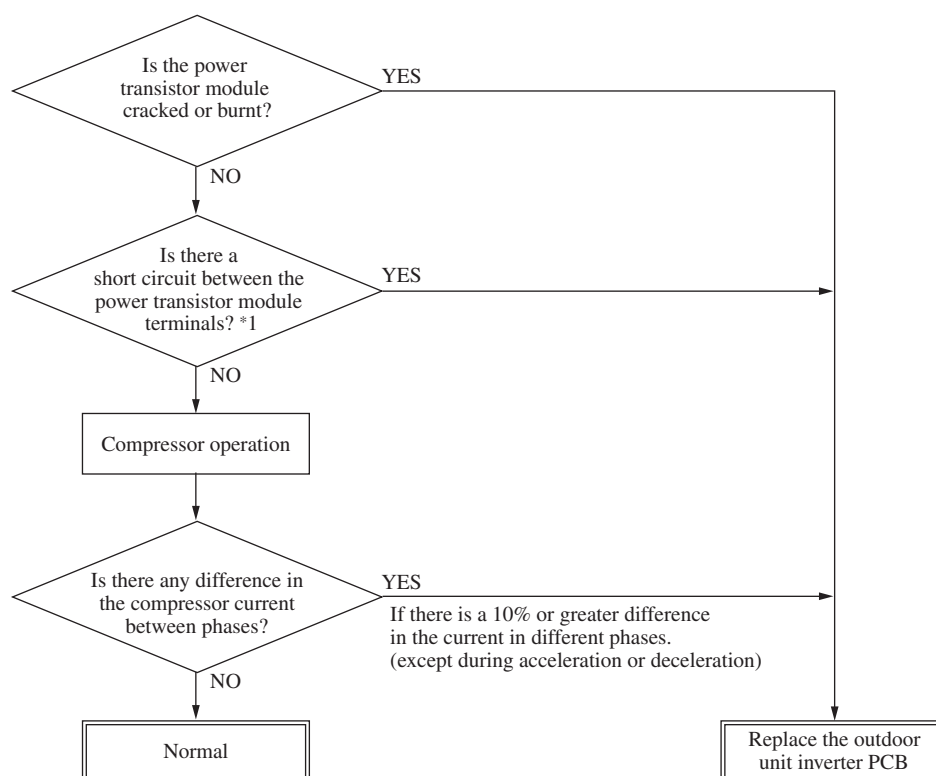 Is the power
transistor module
cracked or burnt?
YES
NO
Is there a
short circuit between the
power transistor module
terminals? *1
YES
NO
Compressor operation
Is there any difference in
the compressor current
between phases?
YES
If there is a 10% or greater difference
in the current in different phases.
(except during acceleration or deceleration)
NO
Normal
Replace the outdoor
unit inverter PCB